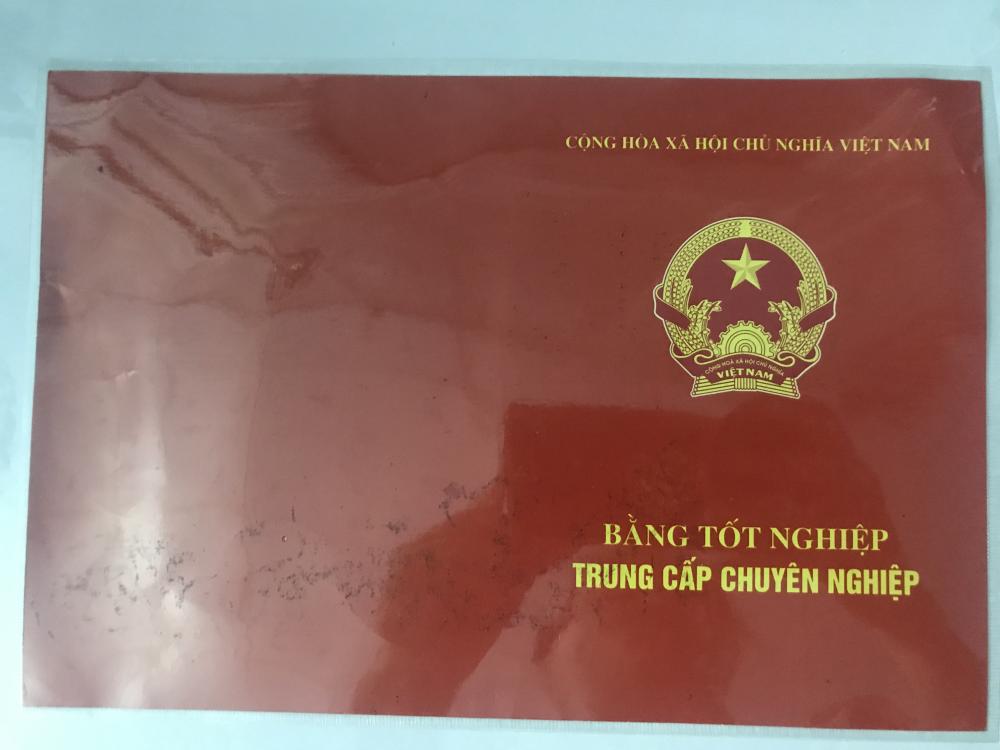 CỘNG HÒA XÃ HỘI CHỦ NGHĨA VIỆT NAM
CỘNG HOÀ XÃ HỘI CHỦ NGHĨA
VIỆT NAM
BẰNG TỐT NGHIỆP
TRUNG CẤP CHUYÊN NGHIỆP